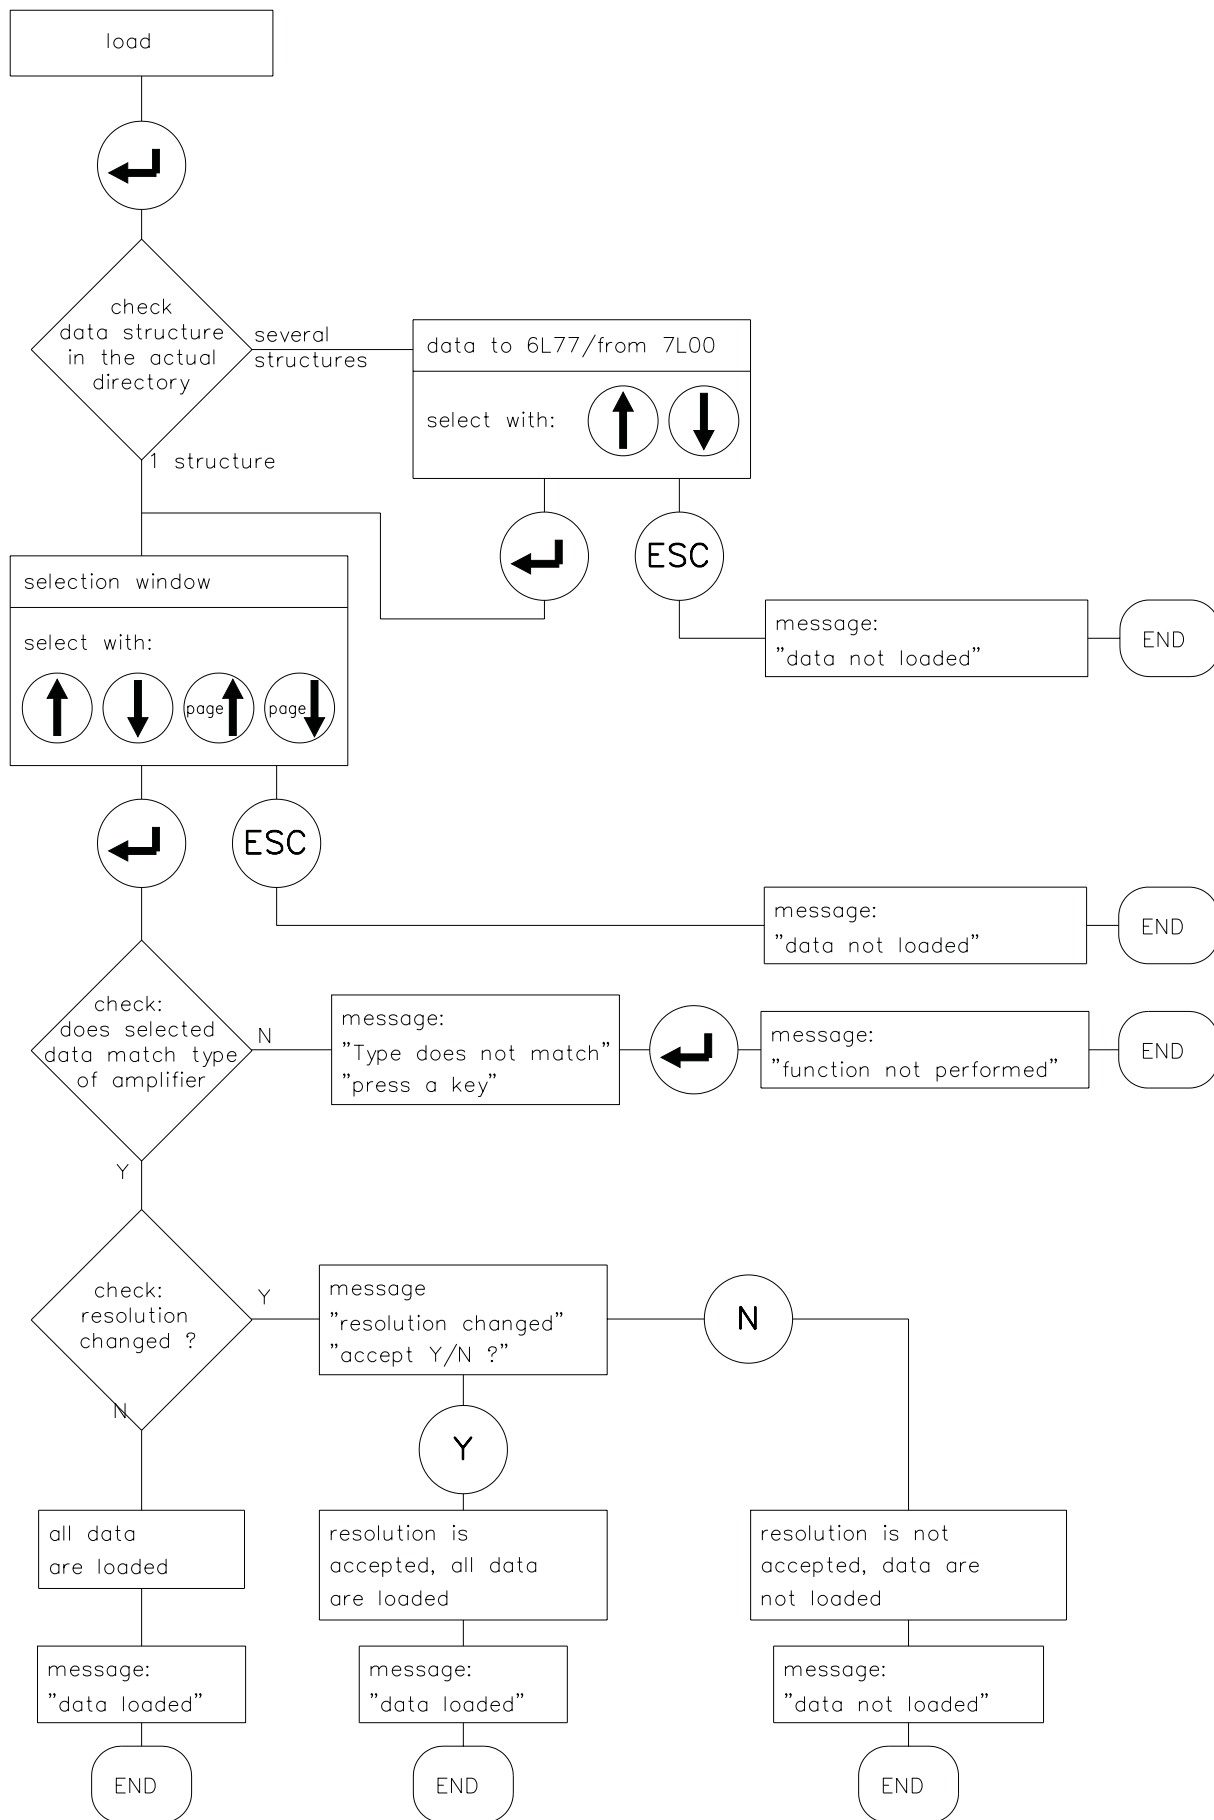 load
check
data structure
in the actual
directory
several
structures
data to 6L77/from 7L00
select with:
1 structure
ESC
selection window
select with:
page
page
message:
"data not loaded"
END
ESC
message:
"data not loaded"
END
check:
does selected
data match type
of amplifier
N
message:
"Type does not match"
"press a key"
message:
"function not performed"
END
Y
check:
resolution
changed ?
Y
message
"resolution changed"
"accept Y/N ?"
N
N
Y
all data
are loaded
resolution is
accepted, all data
are loaded
resolution is not
accepted, data are
not loaded
message:
"data loaded"
message:
"data loaded"
message:
"data not loaded"
END
END
END